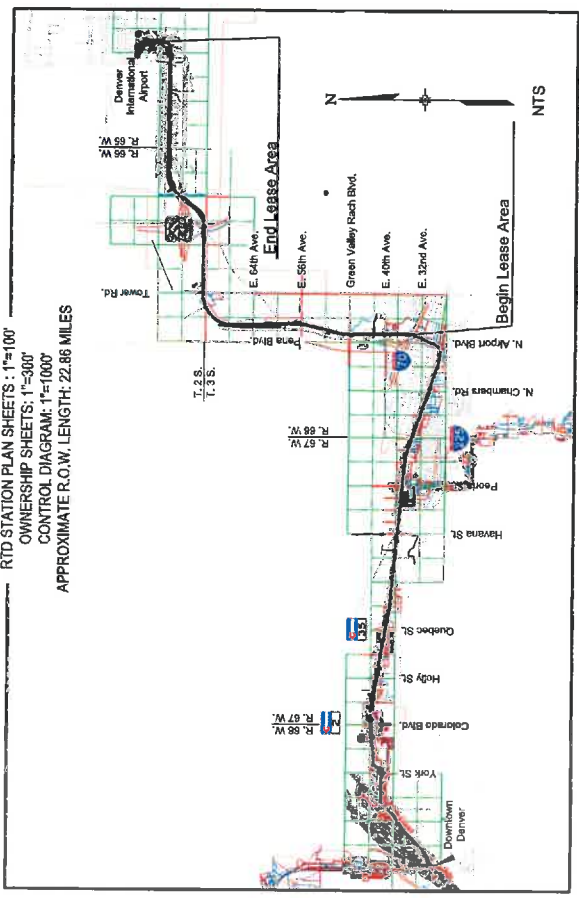 RTD STATION PLAN SHEETS : 1"=100'
OWNERSHIP SHEETS: 1"=300'
CONTROL DIAGRAM: 1"=1000'
APPROXIMATE R.O.W. LENGTH: 22.86 MILES
Denver
International
Airport
R. 65 W.
R. 66 W.
N
NTS
End Lease Area
Tower Rd.
E. 64th Ave.
E. 56th Ave.
Green Valley Rach Blvd.
E. 40th Ave.
E. 32nd Ave.
Begin Lease Area
Pena Blvd.
T. 2 S.
T. 3 S.
N. Airport Blvd.
70
N. Chambers Rd.
R. 66 W.
R. 67 W.
225
Peoria St.
Havana St.
35
Quebec St.
Holly St.
R. 67 W.
R. 68 W.
2
Colorado Blvd.
York St.
Downtown
Denver